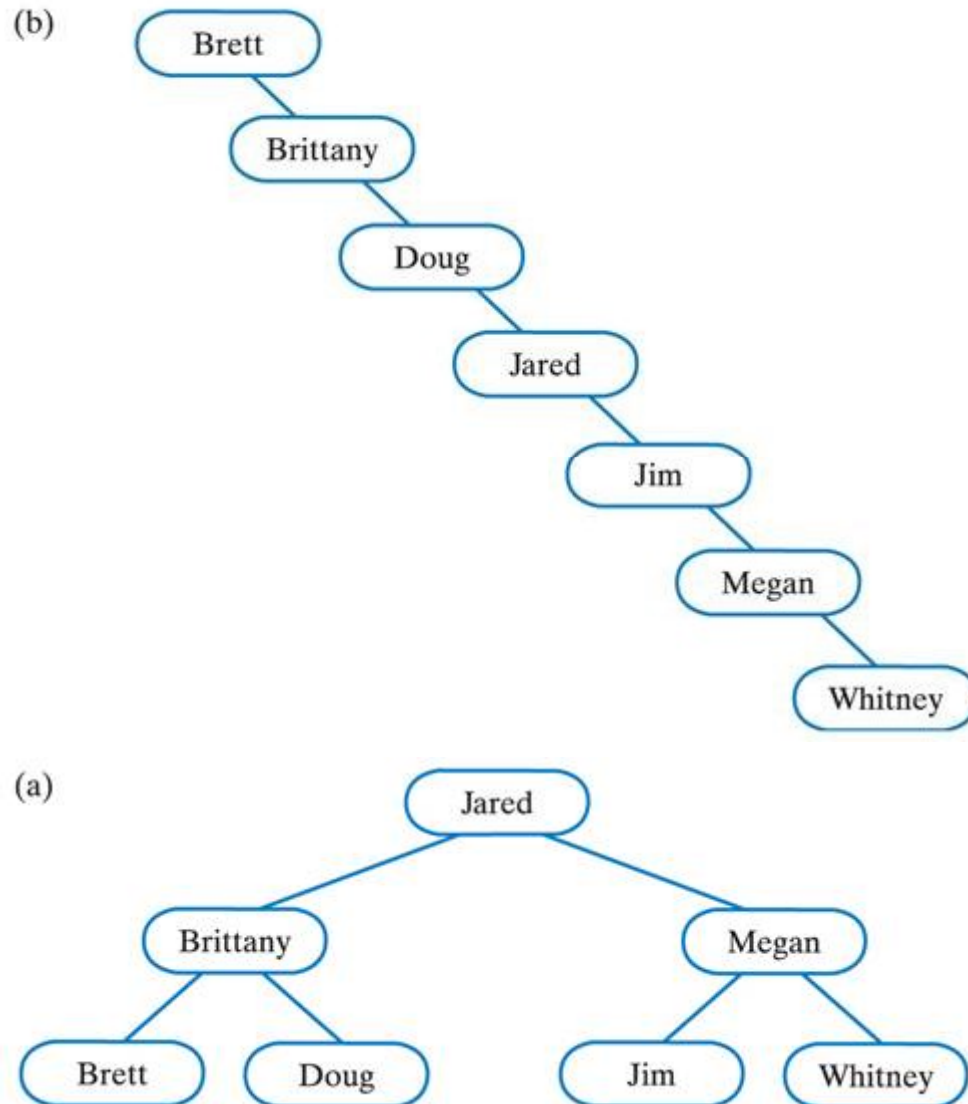 (b)
Brett
Brittany
Doug
Jared
Jim
Megan
Whitney
(a)
Jared
Brittany Megan
Brett Doug Jim Whitney